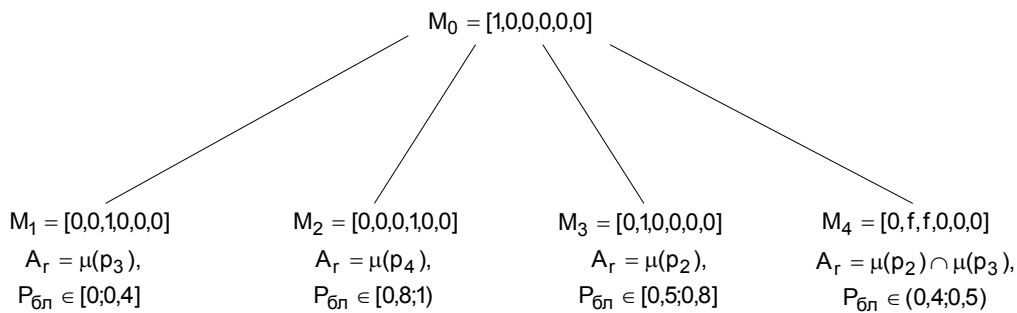 M₀ = [1,0,0,0,0,0]
M₁ = [0,0,1,0,0,0] M₂ = [0,0,0,1,0,0] M₃ = [0,1,0,0,0,0] M₄ = [0,f,f,0,0,0]
Aᵣ = μ(p₃), Aᵣ = μ(p₄), Aᵣ = μ(p₂), Aᵣ = μ(p₂) ∩ μ(p₃),
Pбл ∈ [0;0,4] Pбл ∈ [0,8;1) Pбл ∈ [0,5;0,8] Pбл ∈ (0,4;0,5)